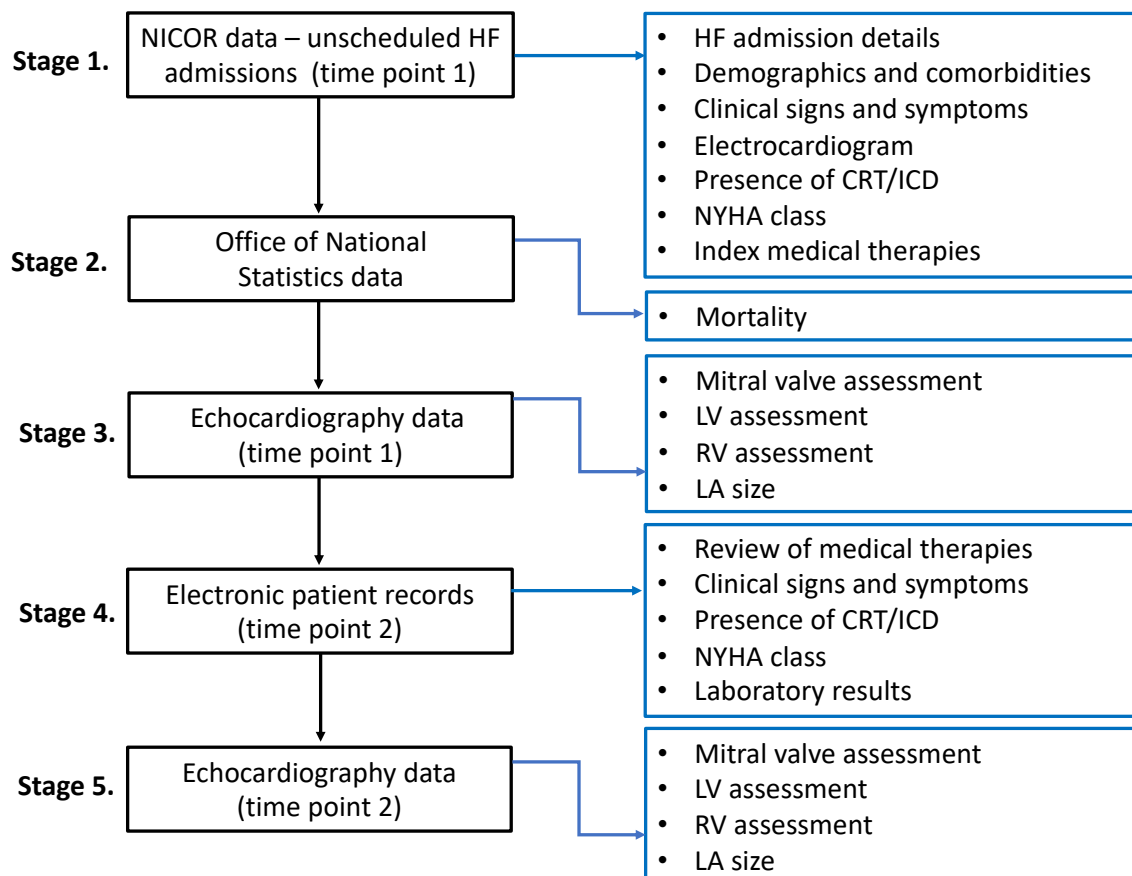 Stage 1.
NICOR data – unscheduled HF
admissions (time point 1)
• HF admission details
• Demographics and comorbidities
• Clinical signs and symptoms
• Electrocardiogram
• Presence of CRT/ICD
• NYHA class
• Index medical therapies
Stage 2.
Office of National
Statistics data
• Mortality
Stage 3.
Echocardiography data
(time point 1)
• Mitral valve assessment
• LV assessment
• RV assessment
• LA size
Stage 4.
Electronic patient records
(time point 2)
• Review of medical therapies
• Clinical signs and symptoms
• Presence of CRT/ICD
• NYHA class
• Laboratory results
Stage 5.
Echocardiography data
(time point 2)
• Mitral valve assessment
• LV assessment
• RV assessment
• LA size